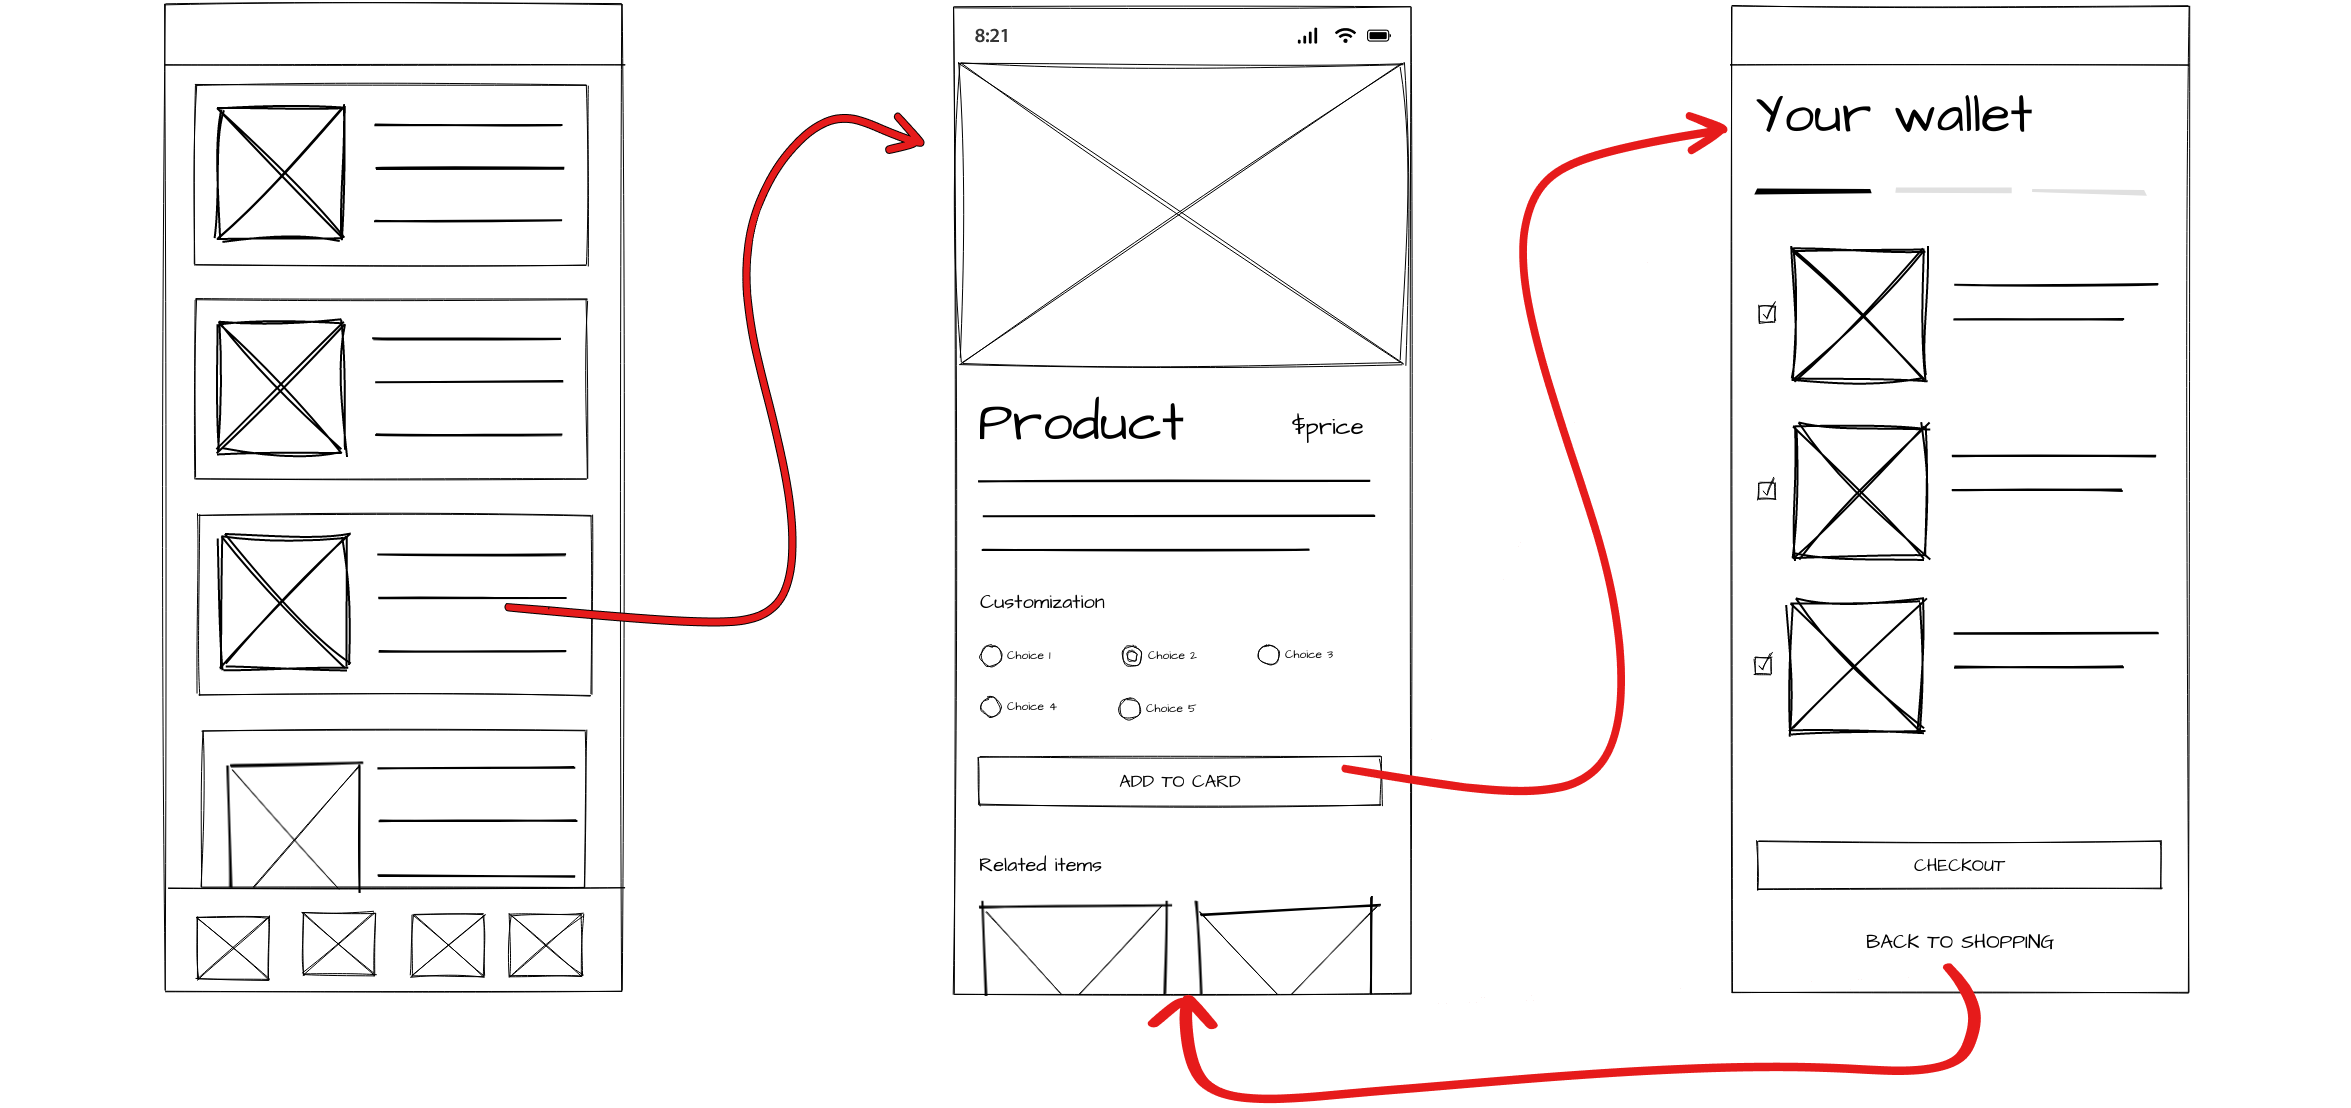 8:21
Product $price
Customization
Choice 1 Choice 2 Choice 3
Choice 4 Choice 5
ADD TO CARD
Related items
Your wallet
CHECKOUT
BACK TO SHOPPING